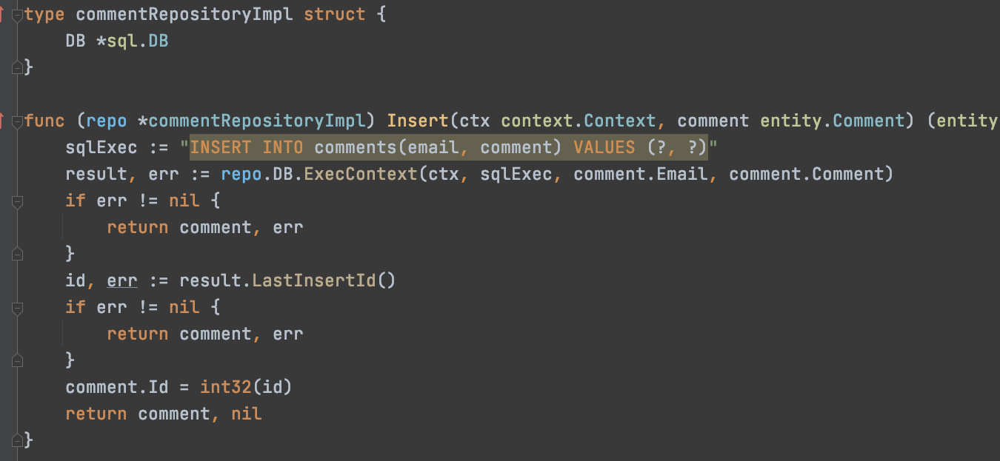 type commentRepositoryImpl struct {
    DB *sql.DB
}
func (repo *commentRepositoryImpl) Insert(ctx context.Context, comment entity.Comment) (entity
    sqlExec := "INSERT INTO comments(email, comment) VALUES (?, ?)"
    result, err := repo.DB.ExecContext(ctx, sqlExec, comment.Email, comment.Comment)
    if err != nil {
        return comment, err
    }
    id, err := result.LastInsertId()
    if err != nil {
        return comment, err
    }
    comment.Id = int32(id)
    return comment, nil
}